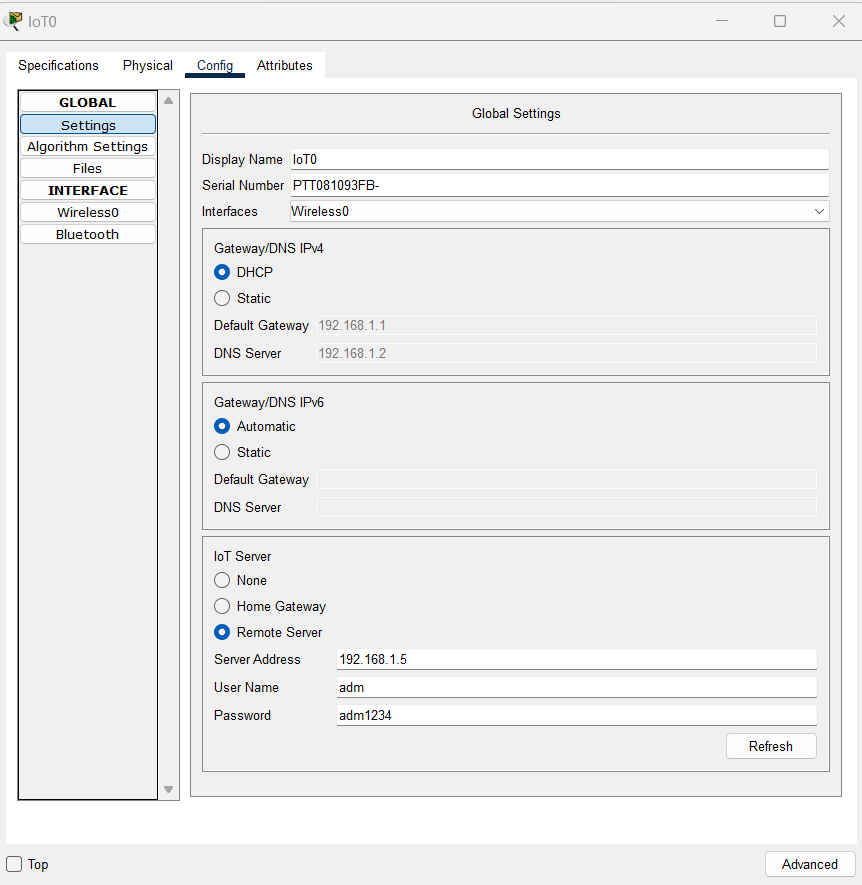 IoT0
Specifications Physical Config Attributes
GLOBAL
Settings
Algorithm Settings
Files
INTERFACE
Wireless0
Bluetooth
Global Settings
Display Name IoT0
Serial Number PTT081093FB-
Interfaces Wireless0
Gateway/DNS IPv4
DHCP
Static
Default Gateway 192.168.1.1
DNS Server 192.168.1.2
Gateway/DNS IPv6
Automatic
Static
Default Gateway
DNS Server
IoT Server
None
Home Gateway
Remote Server
Server Address 192.168.1.5
User Name adm
Password adm1234
Refresh
Top
Advanced